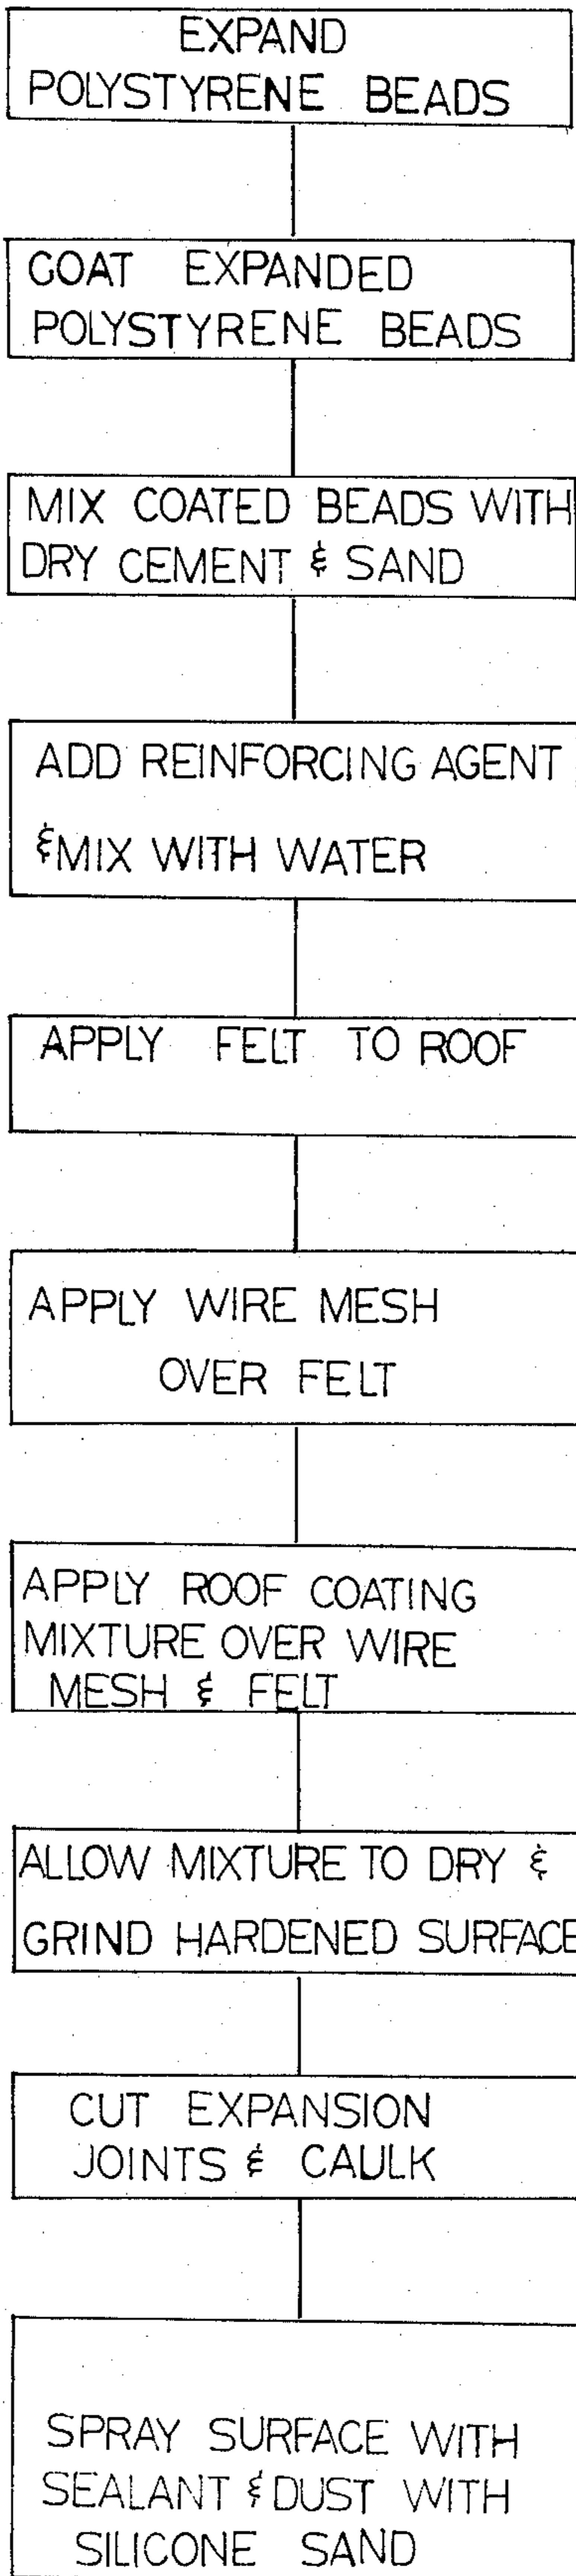 EXPAND
POLYSTYRENE BEADS
COAT EXPANDED
POLYSTYRENE BEADS
MIX COATED BEADS WITH
DRY CEMENT & SAND
ADD REINFORCING AGENT
& MIX WITH WATER
APPLY FELT TO ROOF
APPLY WIRE MESH
OVER FELT
APPLY ROOF COATING
MIXTURE OVER WIRE
MESH & FELT
ALLOW MIXTURE TO DRY &
GRIND HARDENED SURFACE
CUT EXPANSION
JOINTS & CAULK
SPRAY SURFACE WITH
SEALANT & DUST WITH
SILICONE SAND